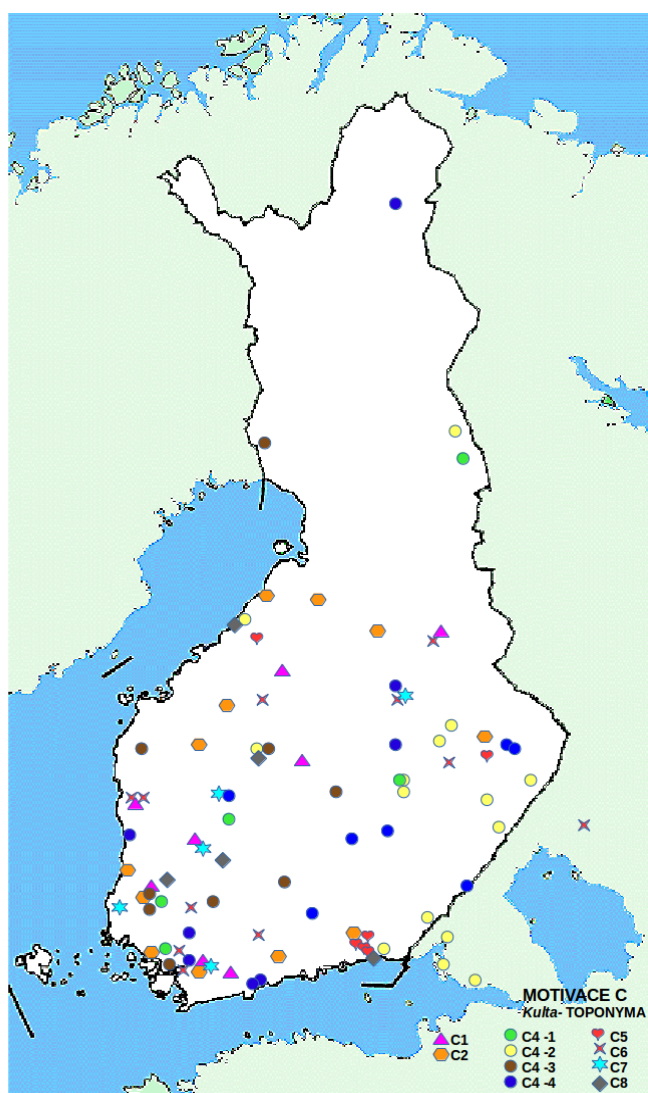 MOTIVACE C
Kulta- TOPONYMA
C1
C2
C4 -1
C4 -2
C4 -3
C4 -4
C5
C6
C7
C8